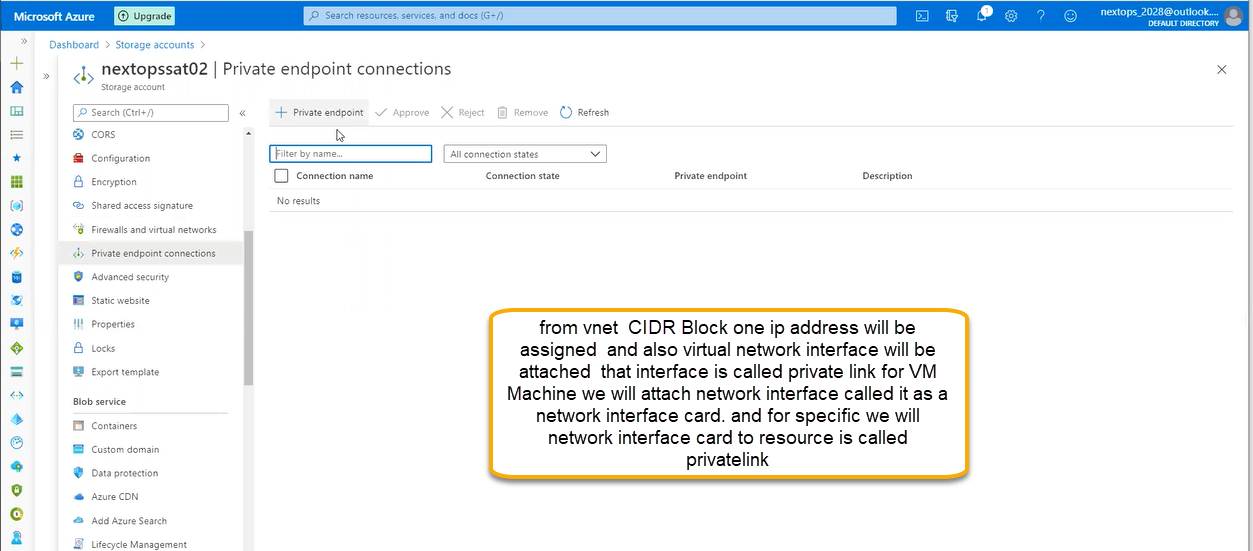 Microsoft Azure
Upgrade
Search resources, services, and docs (G+/)
1
nextops_2028@outlook....
DEFAULT DIRECTORY
Dashboard > Storage accounts >
nextopssat02 | Private endpoint connections
Storage account
Search (Ctrl+/)
CORS
Configuration
Encryption
Shared access signature
Firewalls and virtual networks
Private endpoint connections
Advanced security
Static website
Properties
Locks
Export template
Blob service
Containers
Custom domain
Data protection
Azure CDN
Add Azure Search
Lifecycle Management
+ Private endpoint Approve Reject Remove Refresh
Filter by name... All connection states
Connection name Connection state Private endpoint Description
No results
from vnet CIDR Block one ip address will be
assigned and also virtual network interface will be
attached that interface is called private link for VM
Machine we will attach network interface called it as a
network interface card. and for specific we will
network interface card to resource is called
privatelink